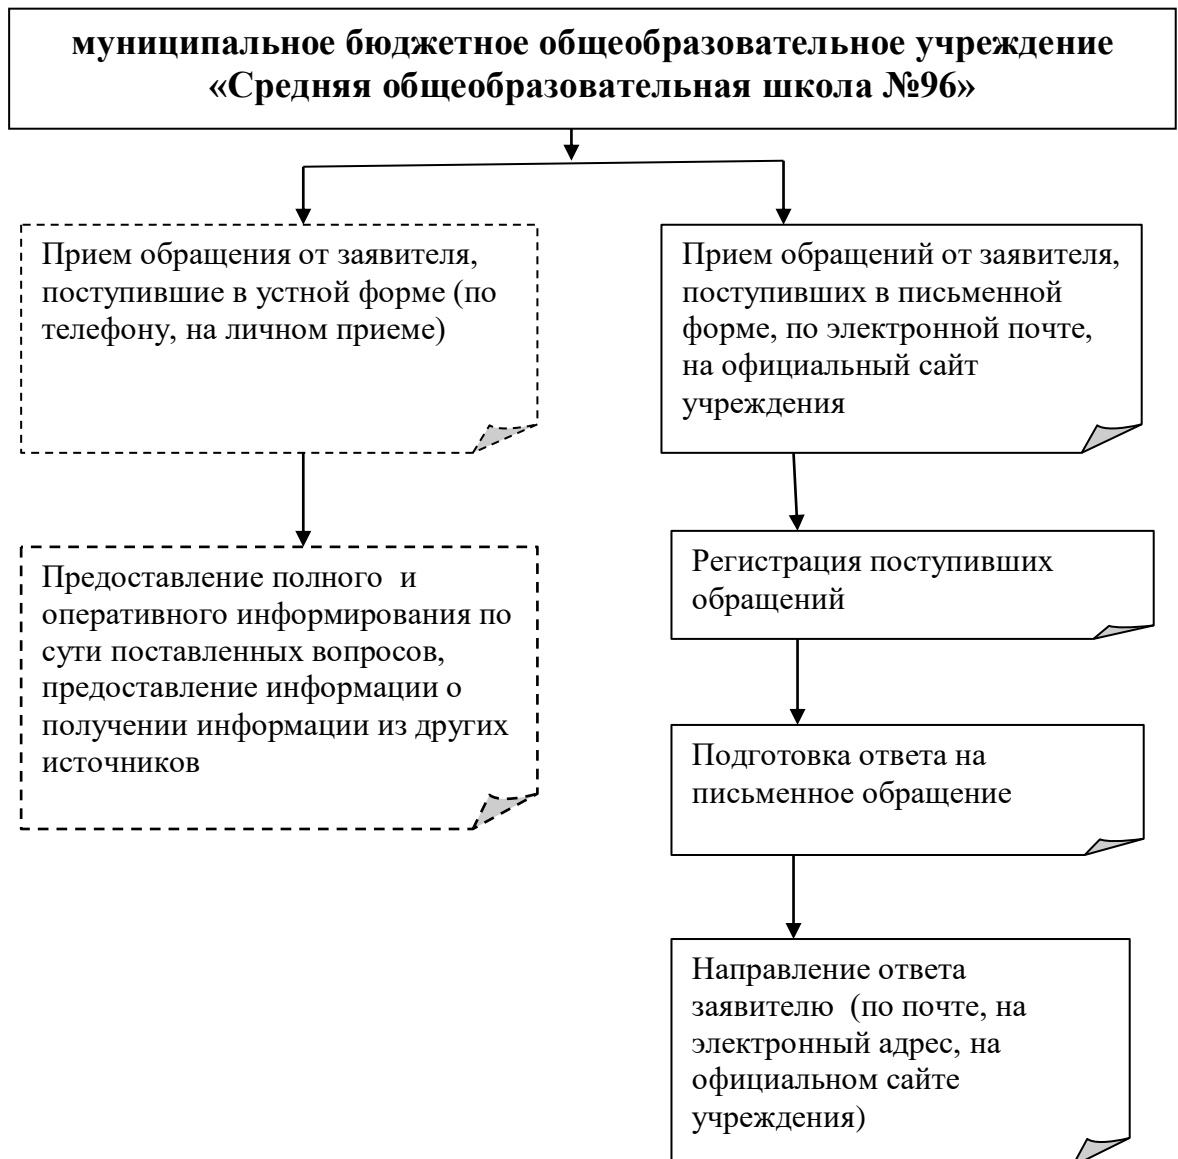 муниципальное бюджетное общеобразовательное учреждение
«Средняя общеобразовательная школа №96»
Прием обращения от заявителя,
поступившие в устной форме (по
телефону, на личном приеме)
Предоставление полного  и
оперативного информирования по
сути поставленных вопросов,
предоставление информации о
получении информации из других
источников
Прием обращений от заявителя,
поступивших в письменной
форме, по электронной почте,
на официальный сайт
учреждения
Регистрация поступивших
обращений
Подготовка ответа на
письменное обращение
Направление ответа
заявителю  (по почте, на
электронный адрес, на
официальном сайте
учреждения)